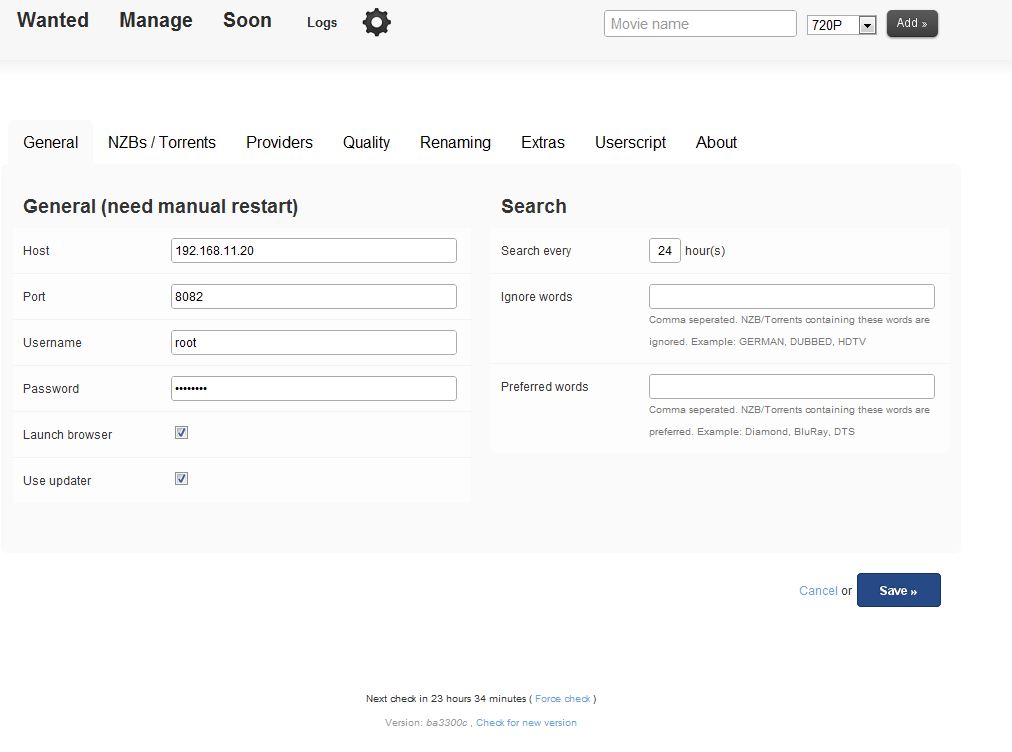 Wanted Manage Soon Logs Movie name 720P Add »
General NZBs / Torrents Providers Quality Renaming Extras Userscript About
General (need manual restart)
Host 192.168.11.20
Port 8082
Username root
Password ••••••••
Launch browser
Use updater
Search
Search every 24 hour(s)
Ignore words
Comma seperated. NZB/Torrents containing these words are
ignored. Example: GERMAN, DUBBED, HDTV
Preferred words
Comma seperated. NZB/Torrents containing these words are
preferred. Example: Diamond, BluRay, DTS
Cancel or Save »
Next check in 23 hours 34 minutes ( Force check )
Version: ba3300c , Check for new version